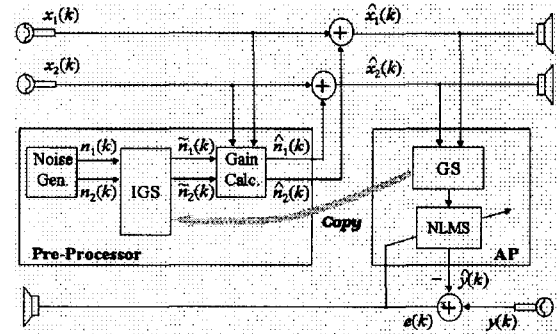 x₁(k)
x̂₁(k)
x₂(k)
x̂₂(k)
Noise Gen.
n₁(k)
n₂(k)
IGS
ñ₁(k)
ñ₂(k)
Gain Calc.
n̂₁(k)
n̂₂(k)
GS
NLMS
Copy
Pre-Processor
AP
−
ŷ(k)
e(k)
y(k)